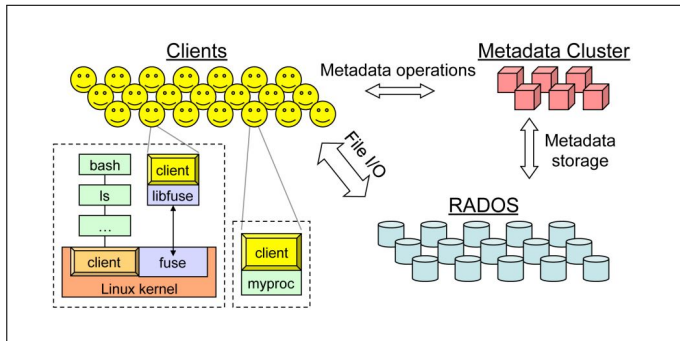 Clients
Metadata Cluster
Metadata operations
File I/O
Metadata
storage
bash
client
ls
libfuse
RADOS
...
client
client
fuse
myproc
Linux kernel